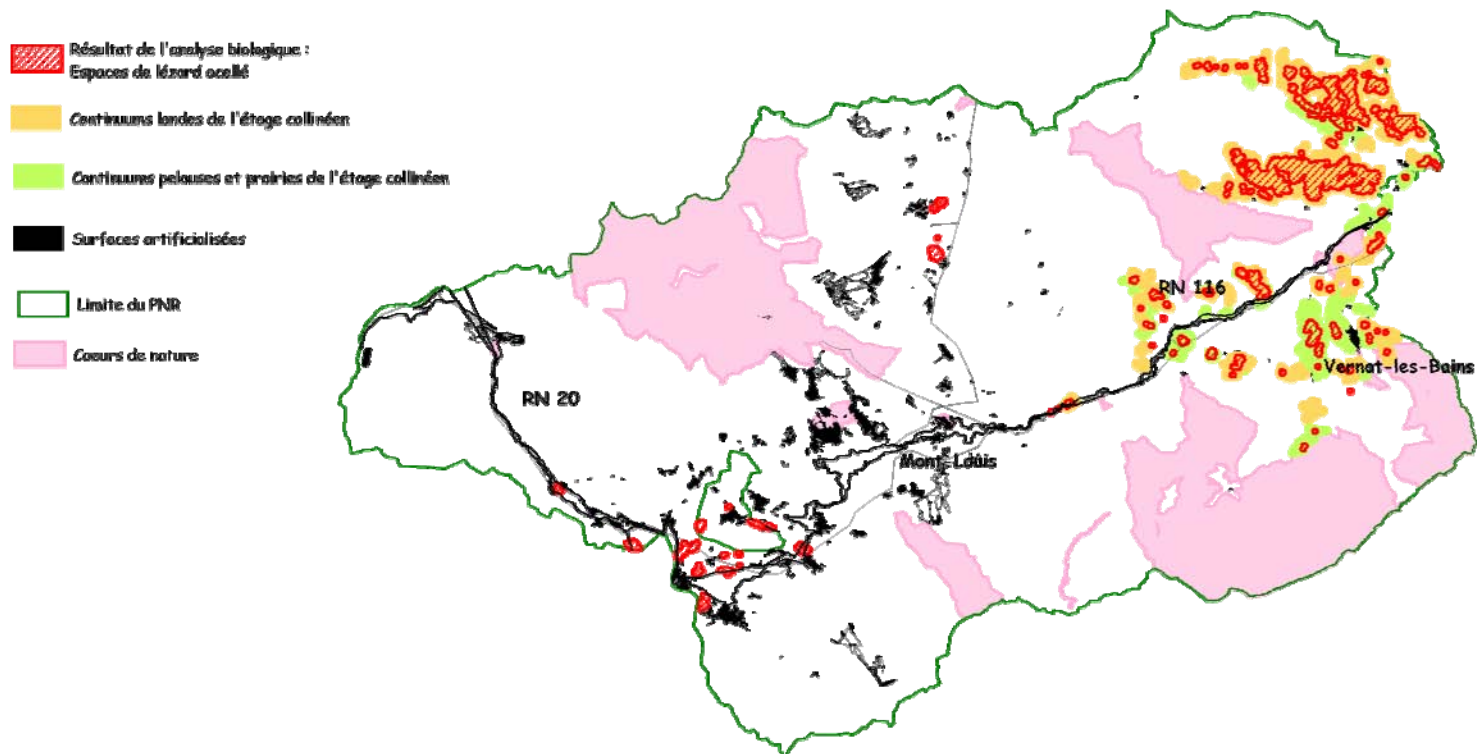 Résultat de l'analyse biologique :
Espaces de lézard ocellé
Continuums landes de l'étage collinéen
Continuums pelouses et prairies de l'étage collinéen
Surfaces artificialisées
Limite du PNR
Coeurs de nature
RN 116
Vernat-les-Bains
RN 20
Mont-Louis